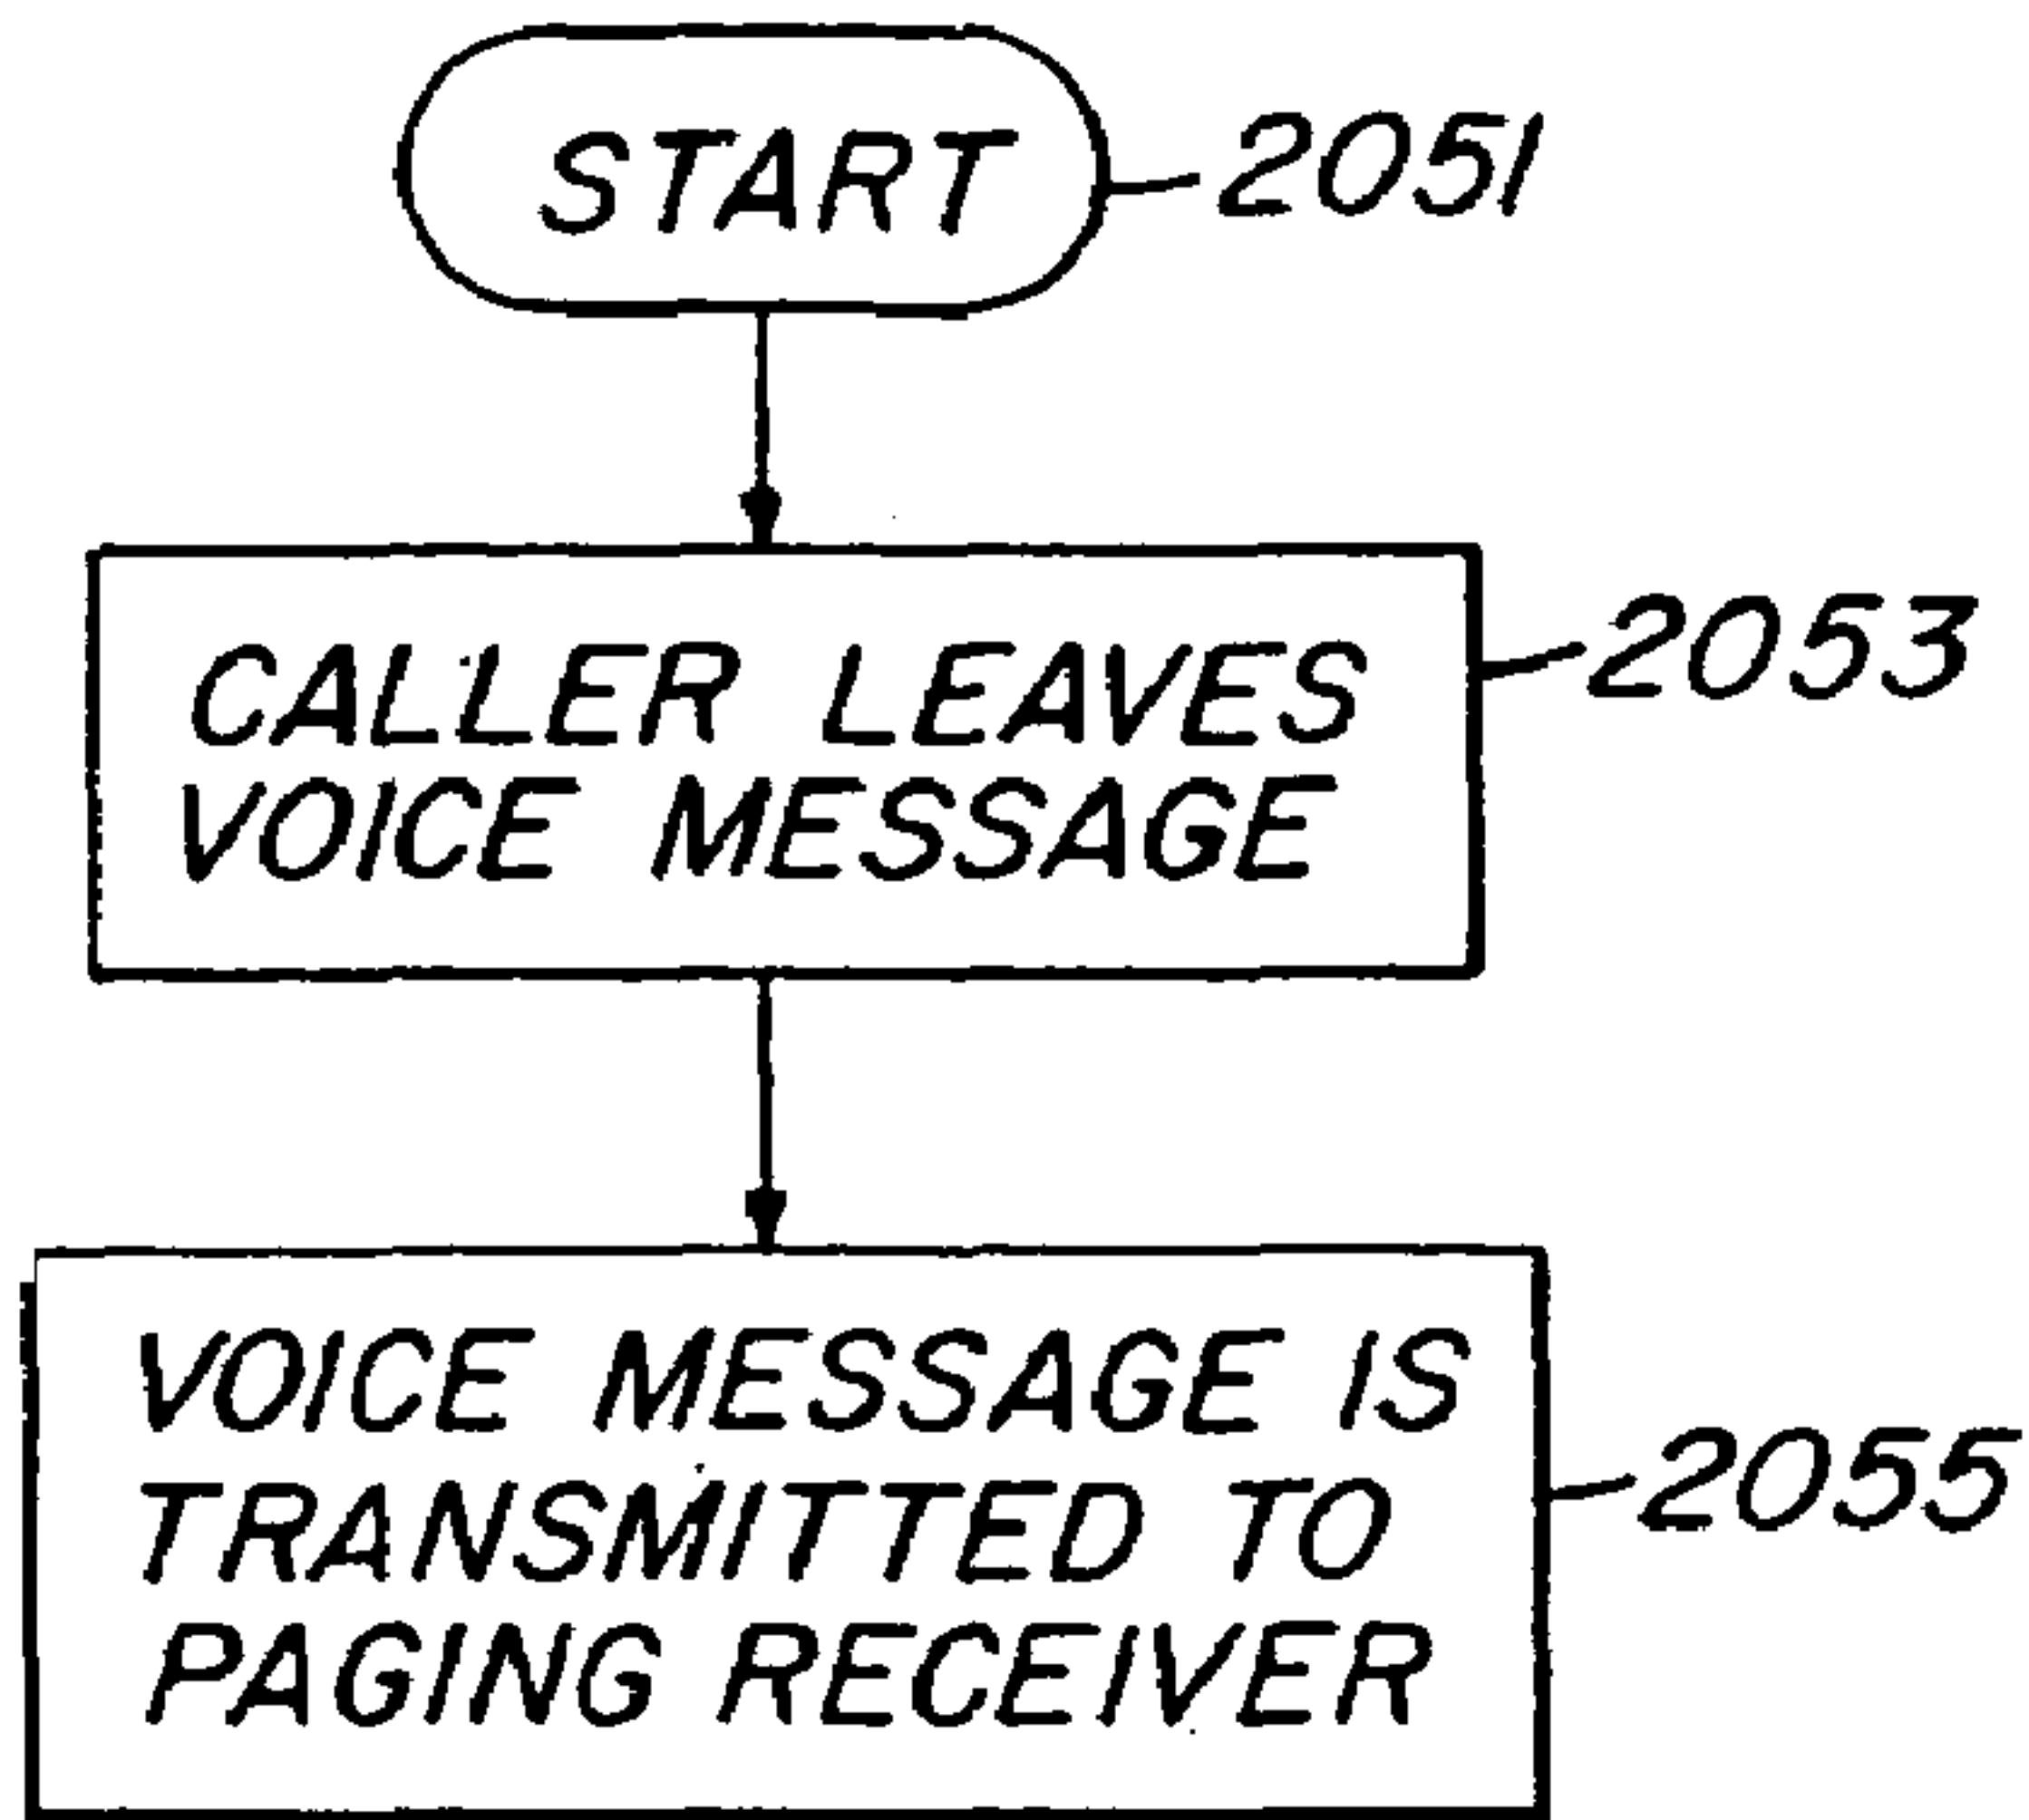 START 2051
CALLER LEAVES 2053
VOICE MESSAGE
VOICE MESSAGE IS
TRANSMITTED TO 2055
PAGING RECEIVER